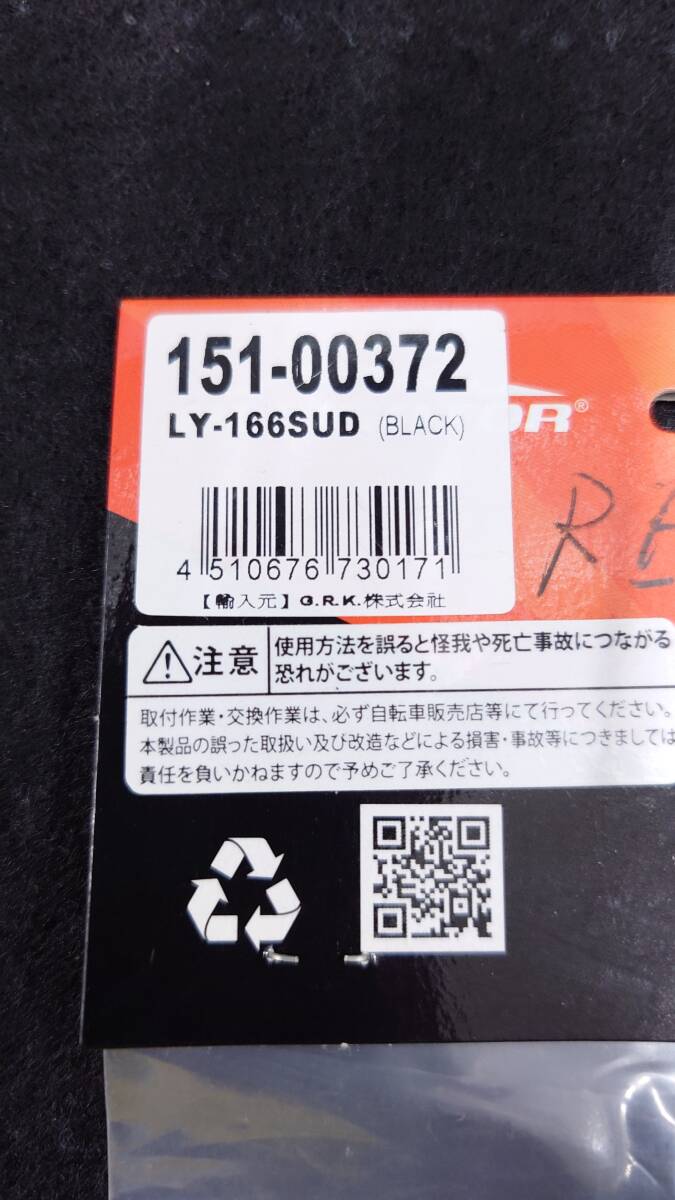 151-00372
LY-166SUD (BLACK)
OR®
R
4 510676 730171
【輸入元】G.R.K.株式会社
注意
使用方法を誤ると怪我や死亡事故につながる
恐れがございます。
取付作業・交換作業は、必ず自転車販売店等にて行ってください。
本製品の誤った取扱い及び改造などによる損害・事故等につきましては
責任を負いかねますので予めご了承ください。